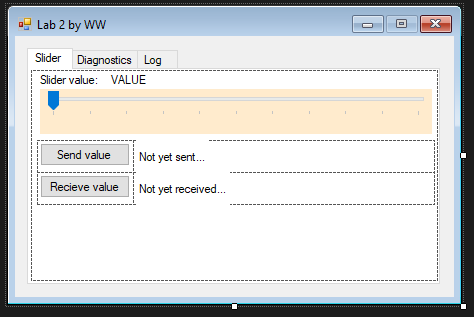 Lab 2 by WW
Slider Diagnostics Log
Slider value: VALUE
Send value Not yet sent...
Recieve value Not yet received...